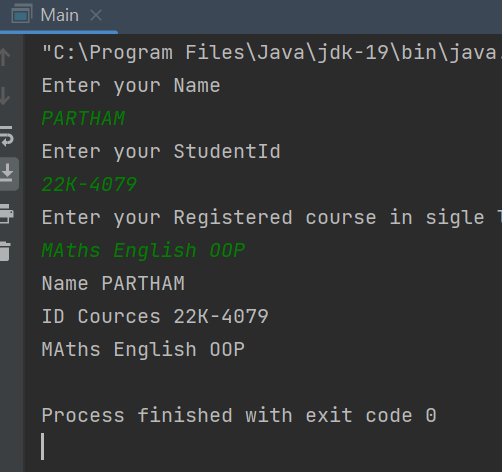 Main
"C:\Program Files\Java\jdk-19\bin\java.
Enter your Name
PARTHAM
Enter your StudentId
22K-4079
Enter your Registered course in sigle
MAths English OOP
Name PARTHAM
ID Cources 22K-4079
MAths English OOP
Process finished with exit code 0